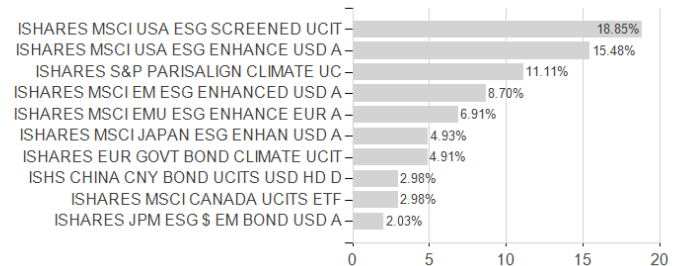 ISHARES MSCI USA ESG SCREENED UCIT 18.85%
ISHARES MSCI USA ESG ENHANCE USD A 15.48%
ISHARES S&P PARISALIGN CLIMATE UC 11.11%
ISHARES MSCI EM ESG ENHANCED USD A 8.70%
ISHARES MSCI EMU ESG ENHANCE EUR A 6.91%
ISHARES MSCI JAPAN ESG ENHAN USD A 4.93%
ISHARES EUR GOVT BOND CLIMATE UCIT 4.91%
ISHS CHINA CNY BOND UCITS USD HD D 2.98%
ISHARES MSCI CANADA UCITS ETF 2.98%
ISHARES JPM ESG $ EM BOND USD A 2.03%
0 5 10 15 20